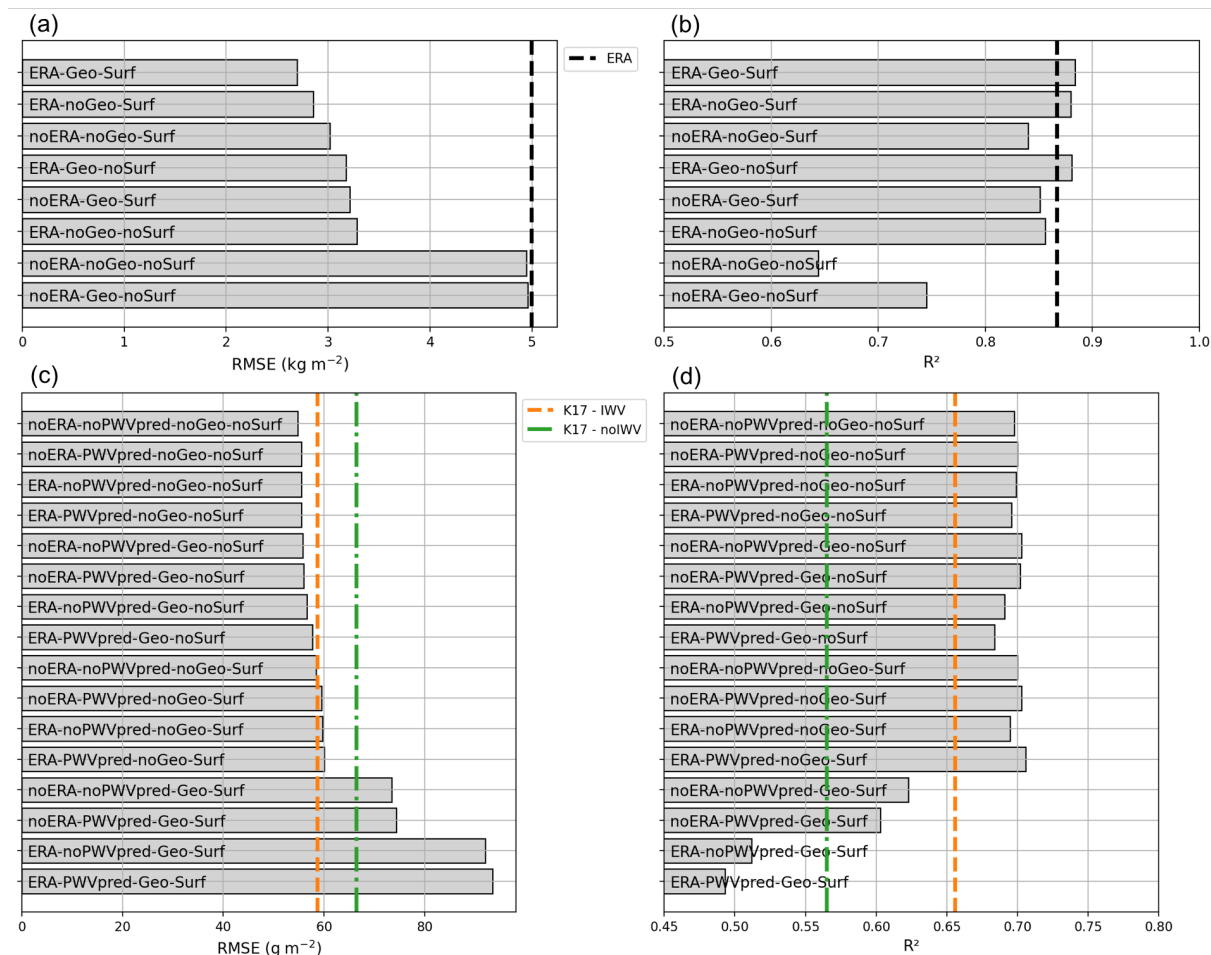 (a)
ERA-Geo-Surf
ERA-noGeo-Surf
noERA-noGeo-Surf
ERA-Geo-noSurf
noERA-Geo-Surf
ERA-noGeo-noSurf
noERA-noGeo-noSurf
noERA-Geo-noSurf
0 1 2 3 4 5
RMSE (kg m⁻²)
ERA
(b)
ERA-Geo-Surf
ERA-noGeo-Surf
noERA-noGeo-Surf
ERA-Geo-noSurf
noERA-Geo-Surf
ERA-noGeo-noSurf
noERA-noGeo-noSurf
noERA-Geo-noSurf
0.5 0.6 0.7 0.8 0.9 1.0
R²
(c)
noERA-noPWVpred-noGeo-noSurf
noERA-PWVpred-noGeo-noSurf
ERA-noPWVpred-noGeo-noSurf
ERA-PWVpred-noGeo-noSurf
noERA-noPWVpred-Geo-noSurf
noERA-PWVpred-Geo-noSurf
ERA-noPWVpred-Geo-noSurf
ERA-PWVpred-Geo-noSurf
noERA-noPWVpred-noGeo-Surf
noERA-PWVpred-noGeo-Surf
ERA-noPWVpred-noGeo-Surf
ERA-PWVpred-noGeo-Surf
noERA-noPWVpred-Geo-Surf
noERA-PWVpred-Geo-Surf
ERA-noPWVpred-Geo-Surf
ERA-PWVpred-Geo-Surf
0 20 40 60 80
RMSE (g m⁻²)
K17 - IWV
K17 - noIWV
(d)
noERA-noPWVpred-noGeo-noSurf
noERA-PWVpred-noGeo-noSurf
ERA-noPWVpred-noGeo-noSurf
ERA-PWVpred-noGeo-noSurf
noERA-noPWVpred-Geo-noSurf
noERA-PWVpred-Geo-noSurf
ERA-noPWVpred-Geo-noSurf
ERA-PWVpred-Geo-noSurf
noERA-noPWVpred-noGeo-Surf
noERA-PWVpred-noGeo-Surf
ERA-noPWVpred-noGeo-Surf
ERA-PWVpred-noGeo-Surf
noERA-noPWVpred-Geo-Surf
noERA-PWVpred-Geo-Surf
ERA-noPWVpred-Geo-Surf
ERA-PWVpred-Geo-Surf
0.45 0.50 0.55 0.60 0.65 0.70 0.75 0.80
R²